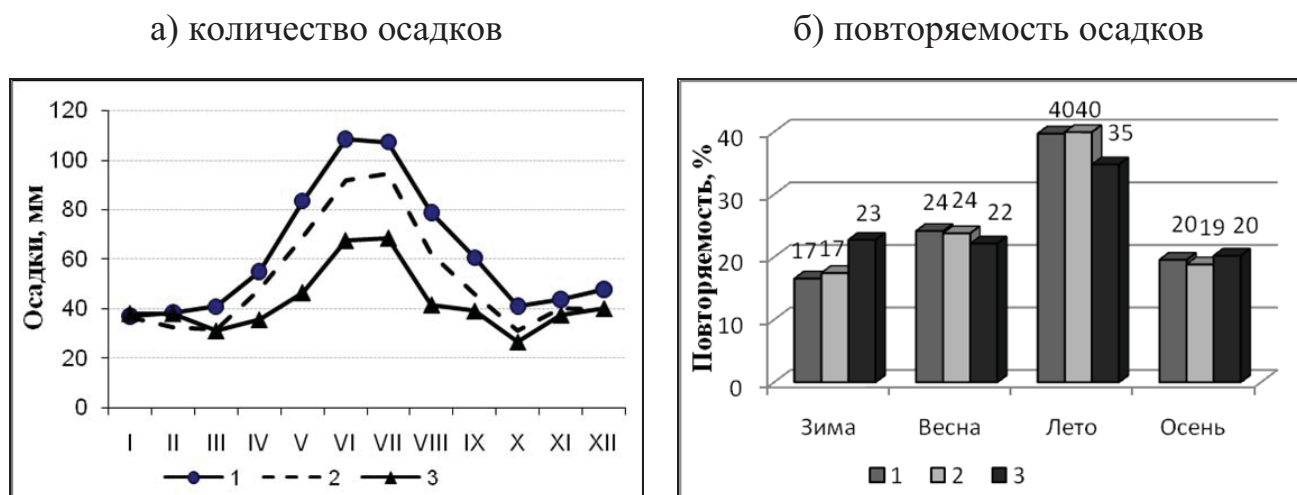 а) количество осадков
б) повторяемость осадков
Осадки, мм
120
100
80
60
40
20
0
I II III IV V VI VII VIII IX X XI XII
1 2 3
Повторяемость, %
40
30
20
10
0
17 17 23
24 24 22
40 40 35
20 19 20
Зима Весна Лето Осень
1 2 3